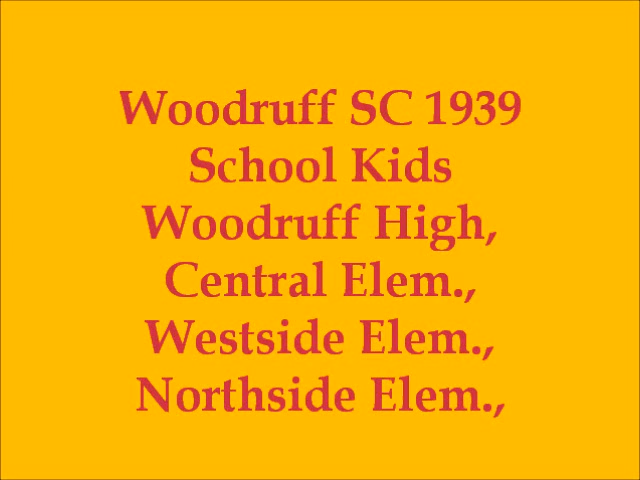 Woodruff SC 1939
School Kids
Woodruff High,
Central Elem.,
Westside Elem.,
Northside Elem.,